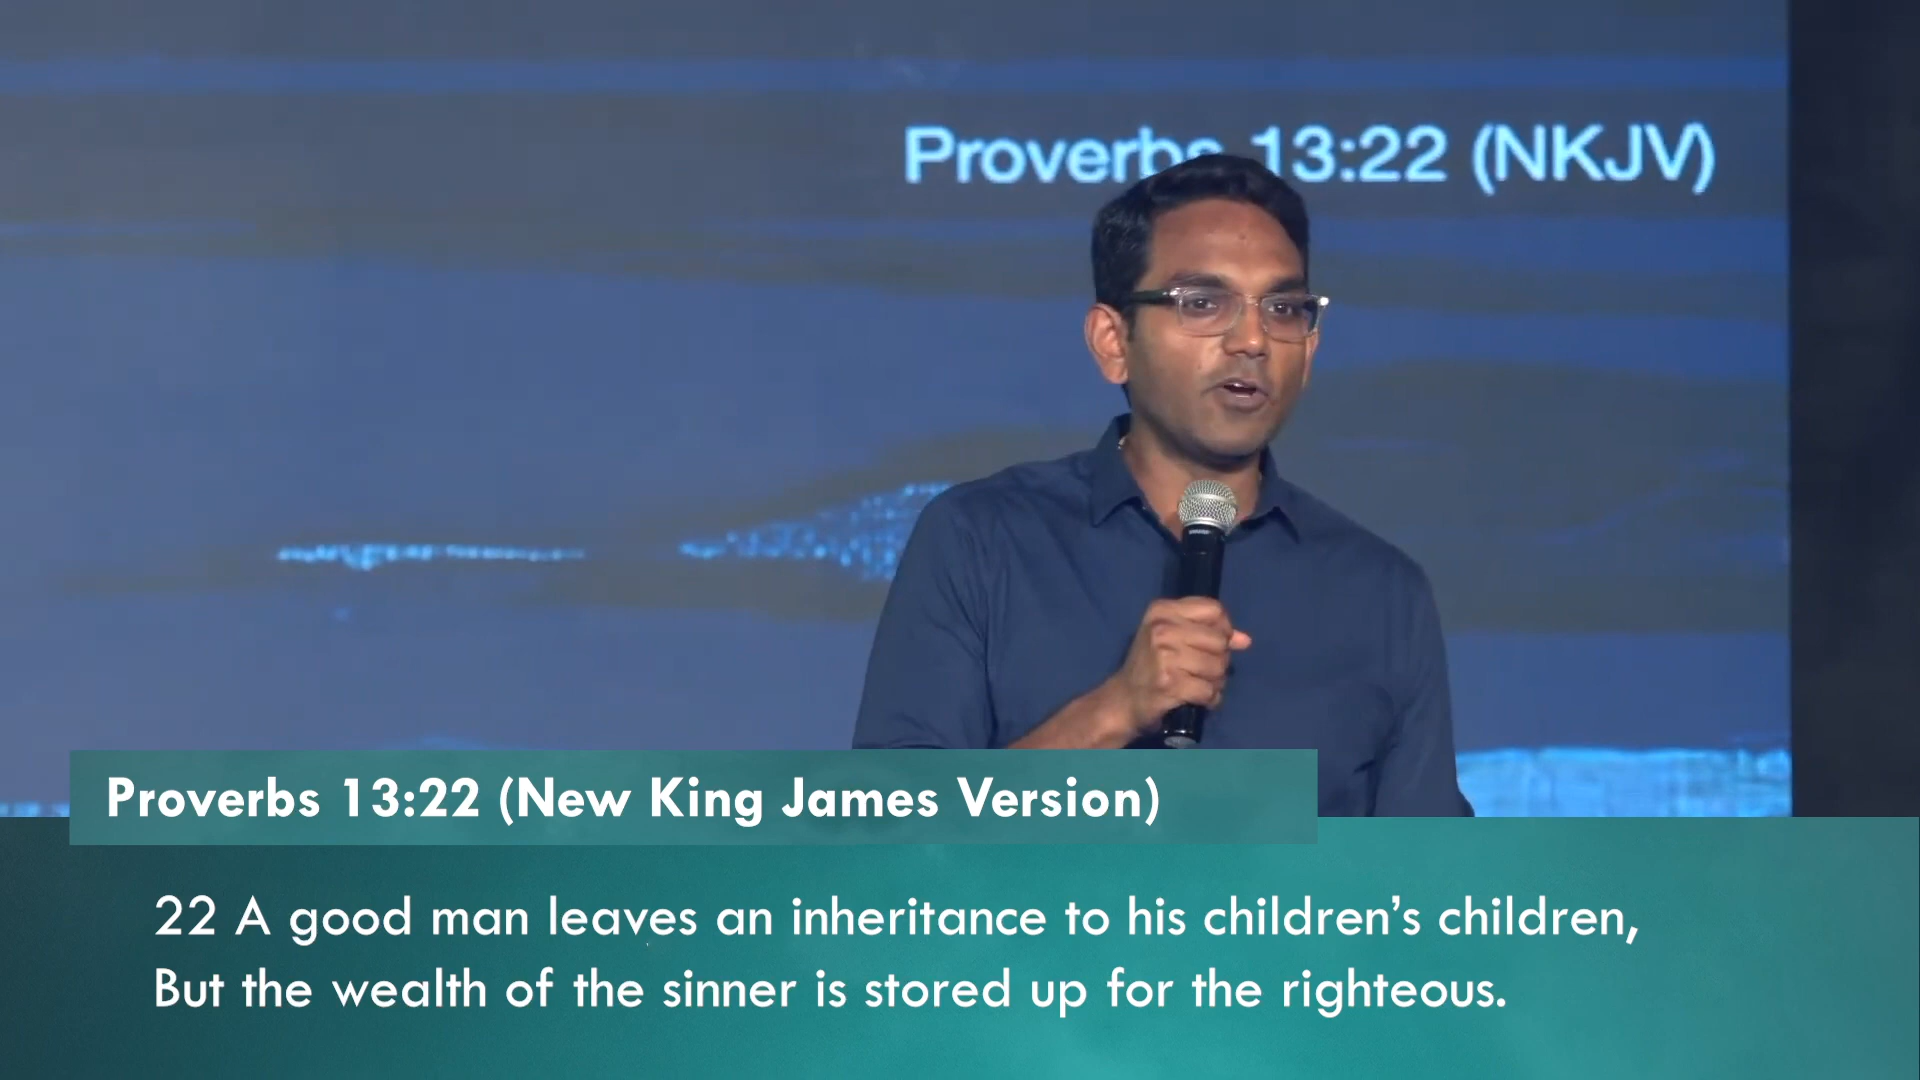 Proverbs 13:22 (NKJV)
Proverbs 13:22 (New King James Version)
22 A good man leaves an inheritance to his children’s children,
But the wealth of the sinner is stored up for the righteous.